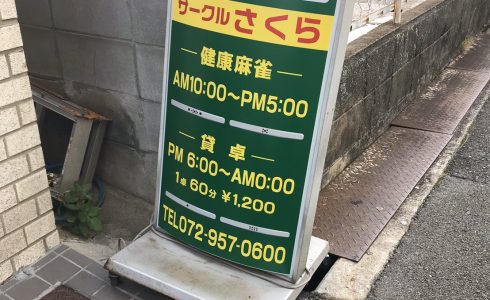 サークル さくら
健康麻雀
AM10:00〜PM5:00
貸卓
PM 6:00〜AM0:00
1卓 60分 ¥1,200
TEL072-957-0600